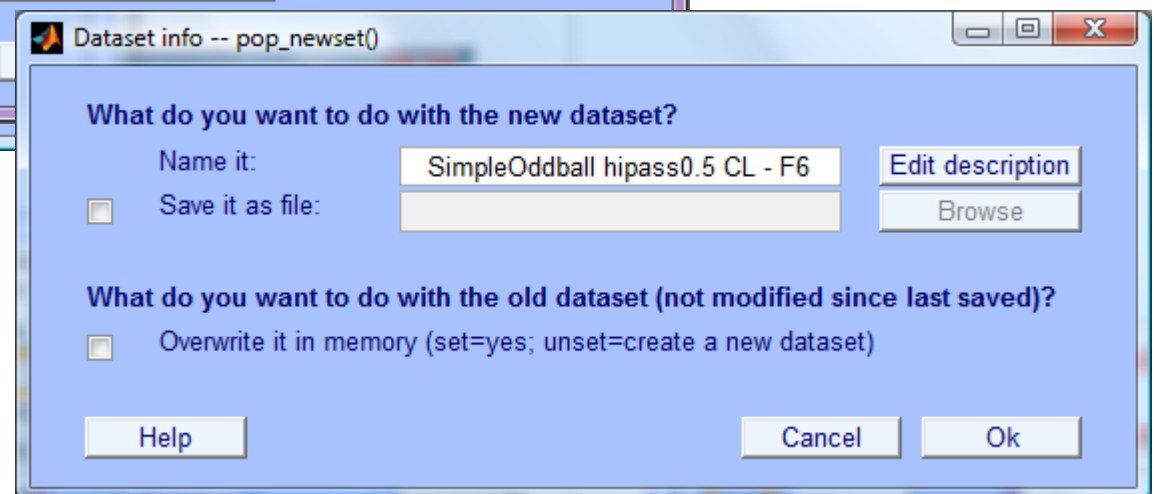 Dataset info -- pop_newset()
What do you want to do with the new dataset?
Name it: SimpleOddball hipass0.5 CL - F6 Edit description
Save it as file: Browse
What do you want to do with the old dataset (not modified since last saved)?
Overwrite it in memory (set=yes; unset=create a new dataset)
Help Cancel Ok